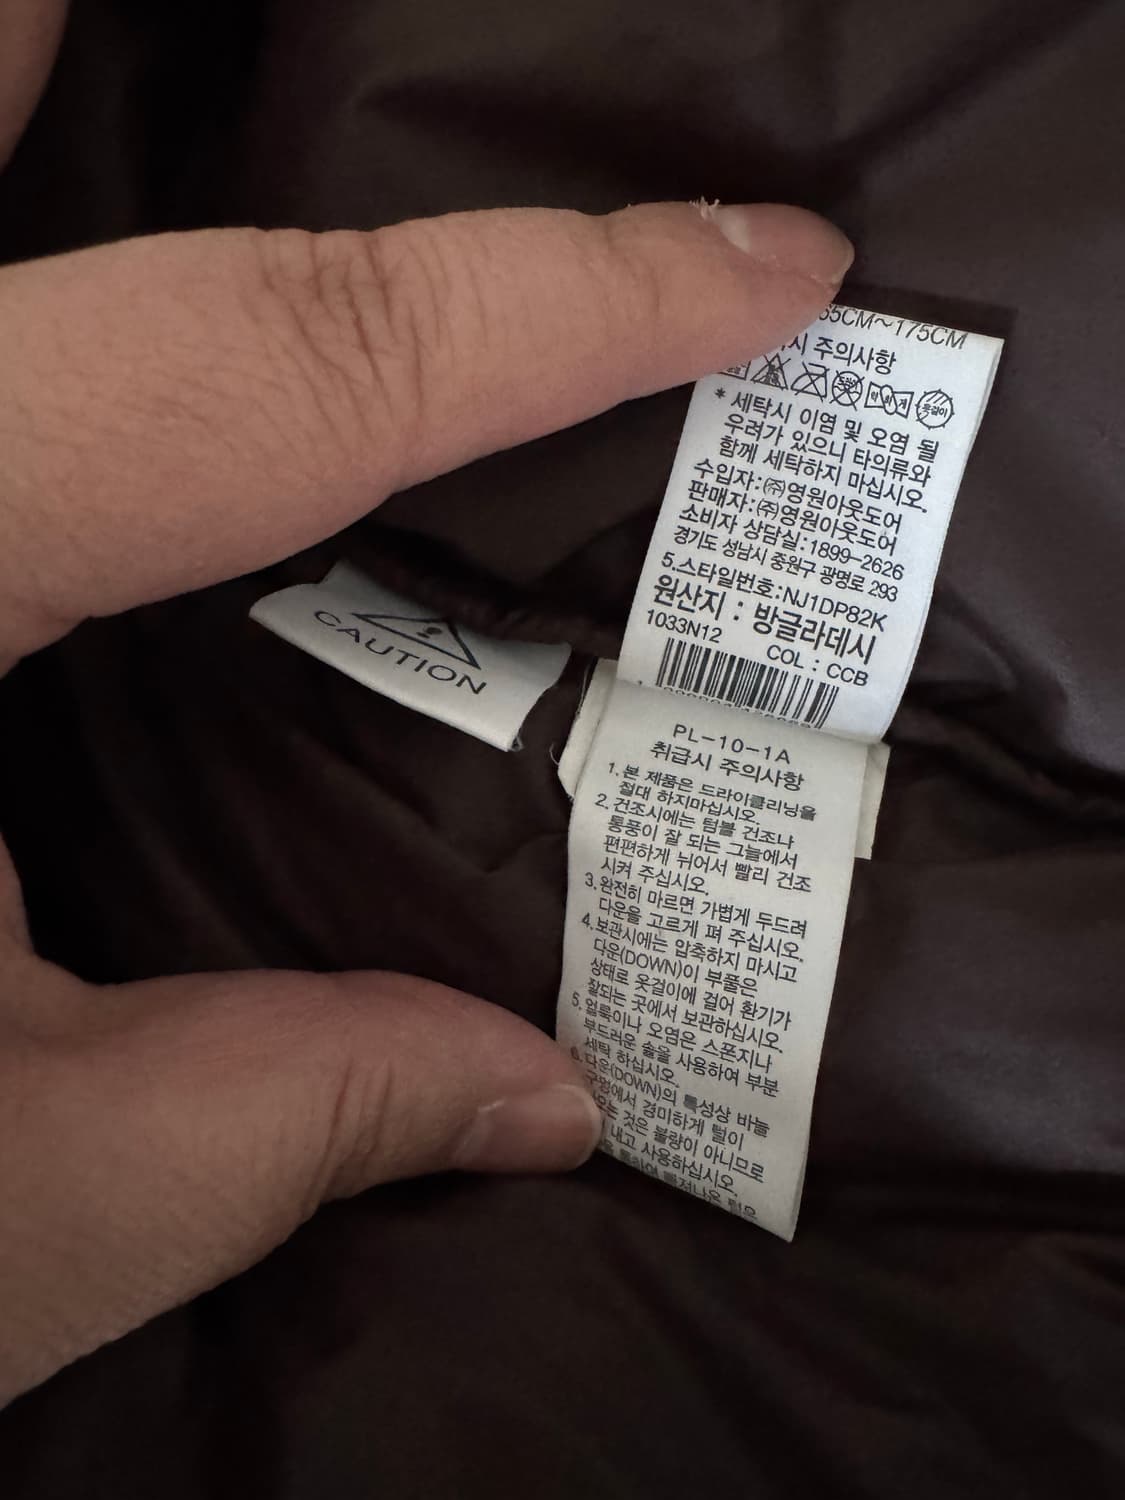 65CM~175CM
시 주의사항
* 세탁시 이염 및 오염 될
우려가 있으니 타의류와
함께 세탁하지 마십시오.
수입자:㈜영원아웃도어
판매자:㈜영원아웃도어
소비자 상담실:1899-2626
경기도 성남시 중원구 광명로 293
5.스타일번호:NJ1DP82K
원산지 : 방글라데시
1033N12
COL : CCB
CAUTION
PL-10-1A
취급시 주의사항
1.본 제품은 드라이클리닝을
절대 하지마십시오.
2. 건조시에는 텀블 건조나
통풍이 잘 되는 그늘에서
편편하게 뉘어서 빨리 건조
시켜 주십시오.
3.완전히 마르면 가볍게 두드려
다운을 고르게 펴 주십시오.
4.보관시에는 압축하지 마시고
다운(DOWN)이 부풀은
상태로 옷걸이에 걸어 환기가
잘되는 곳에서 보관하십시오.
5. 얼룩이나 오염은 스폰지나
부드러운 솔을 사용하여 부분
세탁 하십시오.
6.다운(DOWN)의 특성상 바늘
구멍에서 경미하게 털이
것은 불량이 아니므로
내고 사용하십시오.